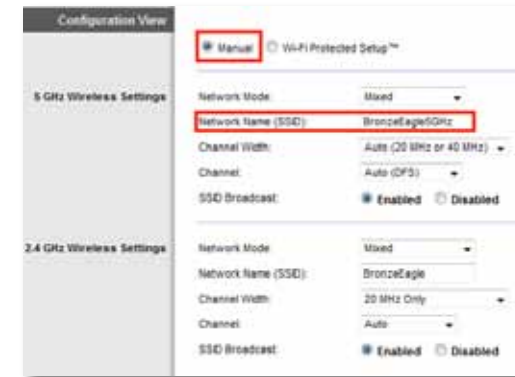 Configuration View
Manual Wi-Fi Protected Setup™
5 GHz Wireless Settings
Network Mode: Mixed
Network Name (SSID): BronzeEagle5GHz
Channel Width: Auto (20 MHz or 40 MHz)
Channel: Auto (DFS)
SSID Broadcast: Enabled Disabled
2.4 GHz Wireless Settings
Network Mode: Mixed
Network Name (SSID): BronzeEagle
Channel Width: 20 MHz Only
Channel: Auto
SSID Broadcast: Enabled Disabled